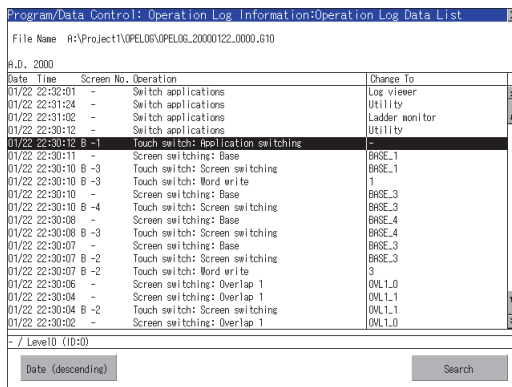 Program/Data Control: Operation Log Information:Operation Log Data List
File Name A:\Project1\OPELOG\OPELOG_20000122_0000.G10
A.D. 2000
Date Time Screen No. Operation Change To
01/22 22:32:01 - Switch applications Log viewer
01/22 22:31:24 - Switch applications Utility
01/22 22:31:02 - Switch applications Ladder monitor
01/22 22:30:12 - Switch applications Utility
01/22 22:30:12 B -1 Touch switch: Application switching -
01/22 22:30:11 - Screen switching: Base BASE_1
01/22 22:30:10 B -3 Touch switch: Screen switching BASE_1
01/22 22:30:10 B -3 Touch switch: Word write 1
01/22 22:30:10 - Screen switching: Base BASE_3
01/22 22:30:10 B -4 Touch switch: Screen switching BASE_3
01/22 22:30:08 - Screen switching: Base BASE_4
01/22 22:30:08 B -3 Touch switch: Screen switching BASE_4
01/22 22:30:07 - Screen switching: Base BASE_3
01/22 22:30:07 B -2 Touch switch: Screen switching BASE_3
01/22 22:30:07 B -2 Touch switch: Word write 3
01/22 22:30:06 - Screen switching: Overlap 1 OVL1_0
01/22 22:30:04 - Screen switching: Overlap 1 OVL1_1
01/22 22:30:04 B -2 Touch switch: Screen switching OVL1_1
01/22 22:30:02 - Screen switching: Overlap 1 OVL1_0
- / Level0 (ID:0)
Date (descending) Search